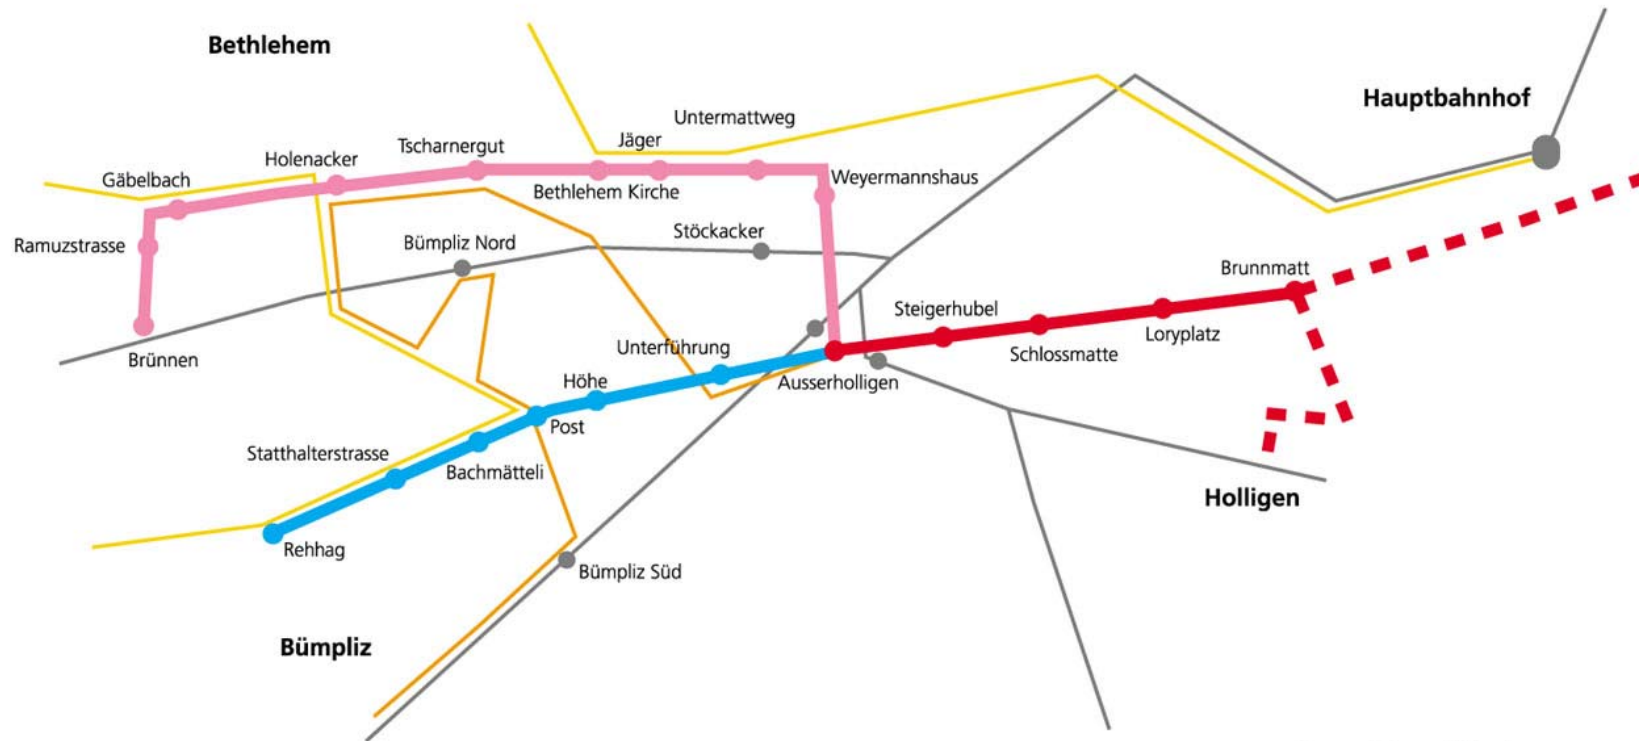 Bethlehem
Hauptbahnhof
Untermattweg
Jäger
Tscharnergut
Holenacker
Gäbelbach
Weyermannshaus
Bethlehem Kirche
Stöckacker
Bümpliz Nord
Ramuzstrasse
Brunnmatt
Steigerhubel
Loryplatz
Schlossmatte
Unterführung
Brünnen
Höhe
Ausserholligen
Post
Statthalterstrasse
Bachmätteli
Holligen
Rehhag
Bümpliz Süd
Bümpliz